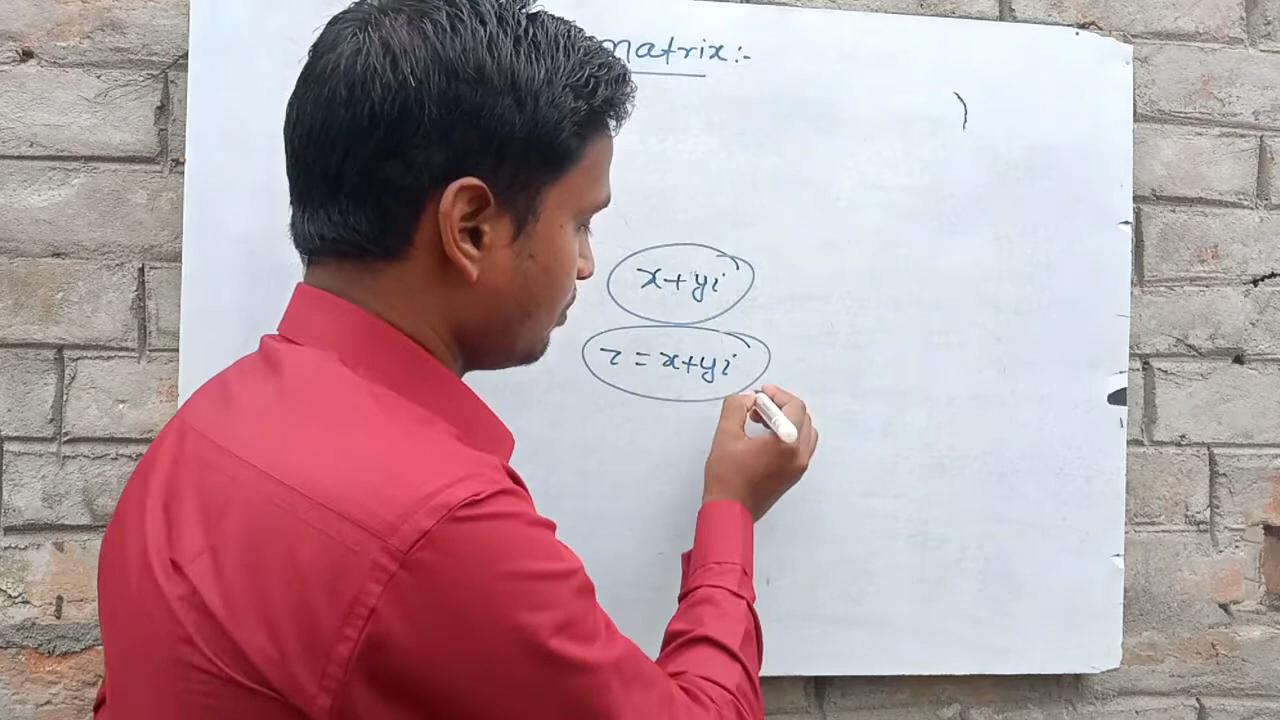 matrix:-
x+yi
z = x+yi